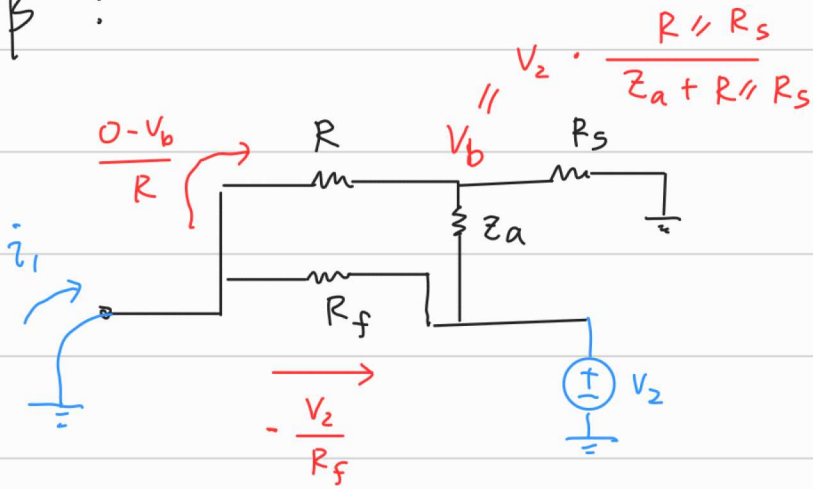 β :
V₂ · (R // Rs) / (Za + R // Rs)
//
(0 - Vb) / R
R
Vb
Rs
Za
i₁
Rf
V₂
- V₂ / Rf